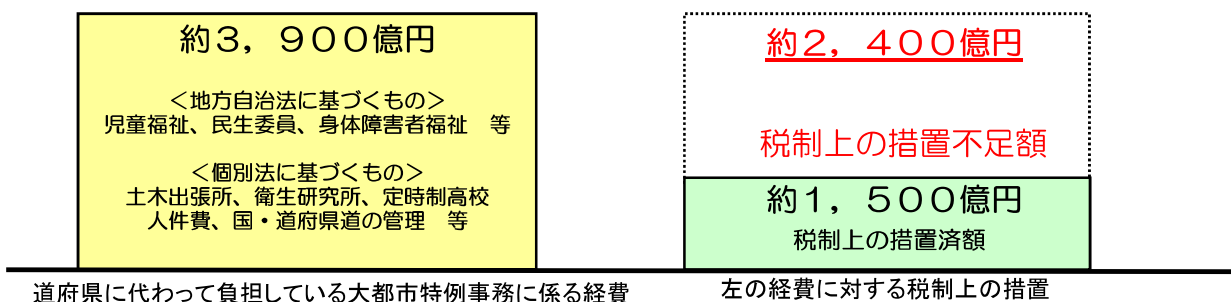 約3，900億円
＜地方自治法に基づくもの＞
児童福祉、民生委員、身体障害者福祉　等
＜個別法に基づくもの＞
土木出張所、衛生研究所、定時制高校
人件費、国・道府県道の管理　等
道府県に代わって負担している大都市特例事務に係る経費
約2，400億円
税制上の措置不足額
約1，500億円
税制上の措置済額
左の経費に対する税制上の措置